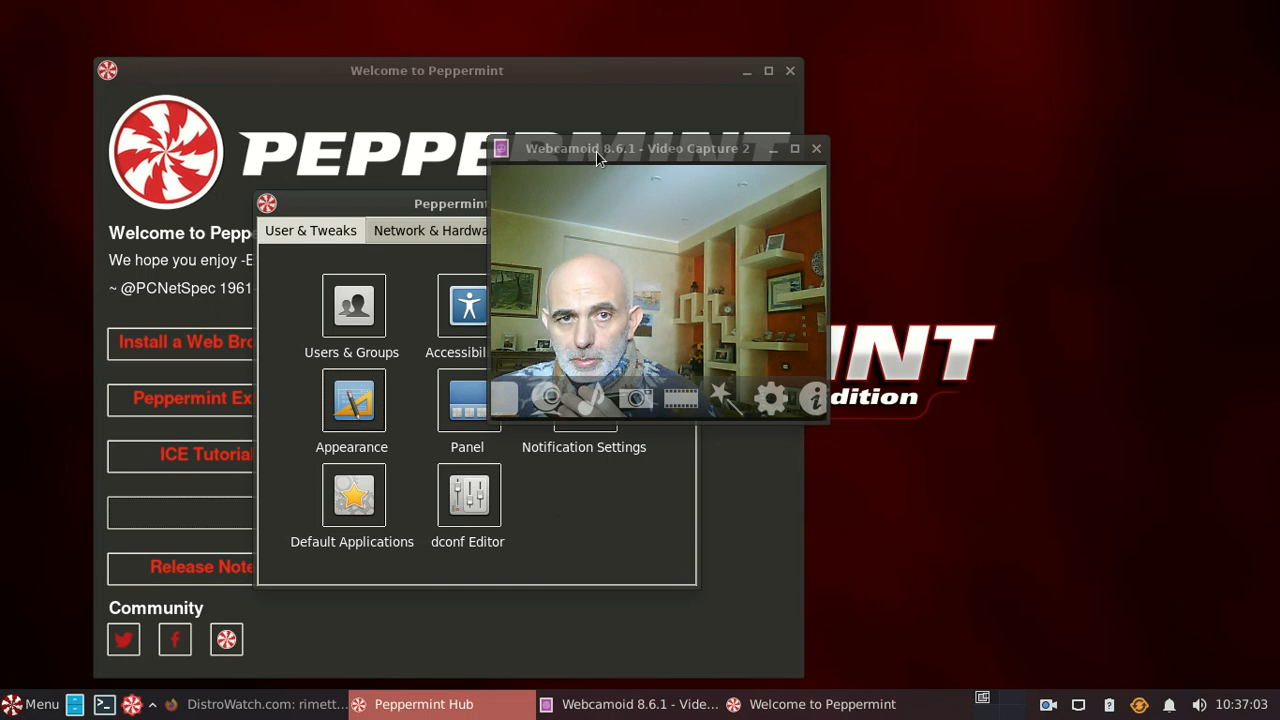 Welcome to Peppermint
PEPPERMINT
Webcamoid 8.6.1 - Video Capture 2
Peppermint
User & Tweaks
Network & Hardwa
Welcome to Pepp
We hope you enjoy -E
~ @PCNetSpec 1961
Users & Groups
Accessibil
Install a Web Bro
Peppermint Ex
INT
dition
Appearance
Panel
Notification Settings
ICE Tutoria
Default Applications
dconf Editor
Release Note
Community
Menu
DistroWatch.com: rimett...
Peppermint Hub
Webcamoid 8.6.1 - Vide...
Welcome to Peppermint
10:37:03